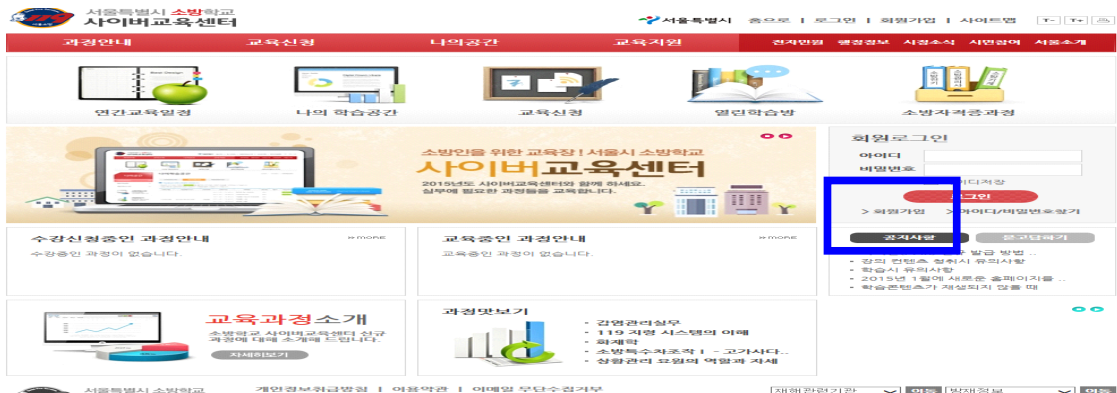 서울특별시 소방학교
사이버교육센터
서울특별시 홈으로 | 로그인 | 회원가입 | 사이트맵 T- T+
과정안내 교육신청 나의공간 교육지원 전자민원 행정정보 시정소식 시민참여 서울소개
연간교육일정 나의 학습공간 교육신청 열린학습방 소방자격증과정
소방인을 위한 교육장! 서울시 소방학교
사이버교육센터
2015년도 사이버교육센터와 함께 하세요.
실무에 필요한 과정들을 교육합니다.
회원로그인
아이디
비밀번호
디저장
로그인
> 회원가입 > 아이디/비밀번호찾기
수강신청중인 과정안내 »MORE
수강중인 과정이 없습니다.
교육중인 과정안내 »MORE
교육중인 과정이 없습니다.
공지사항 묻고답하기
발급 방법 ..
- 강의 컨텐츠 청취시 유의사항
- 학습시 유의사항
- 2015년 1월에 새로운 홈페이지를 ..
- 학습콘텐츠가 재생되지 않을 때
교육과정소개
소방학교 사이버교육센터 신규
과정에 대해 소개해 드립니다.
자세히보기
과정맛보기
- 감염관리실무
- 119 지령 시스템의 이해
- 화재학
- 소방특수차조작 I - 고가사다..
- 상황관리 요원의 역할과 자세
서울특별시 소방학교 개인정보취급방침 | 이용약관 | 이메일 무단수집거부
재해관련기관 이동 방재정보 이동